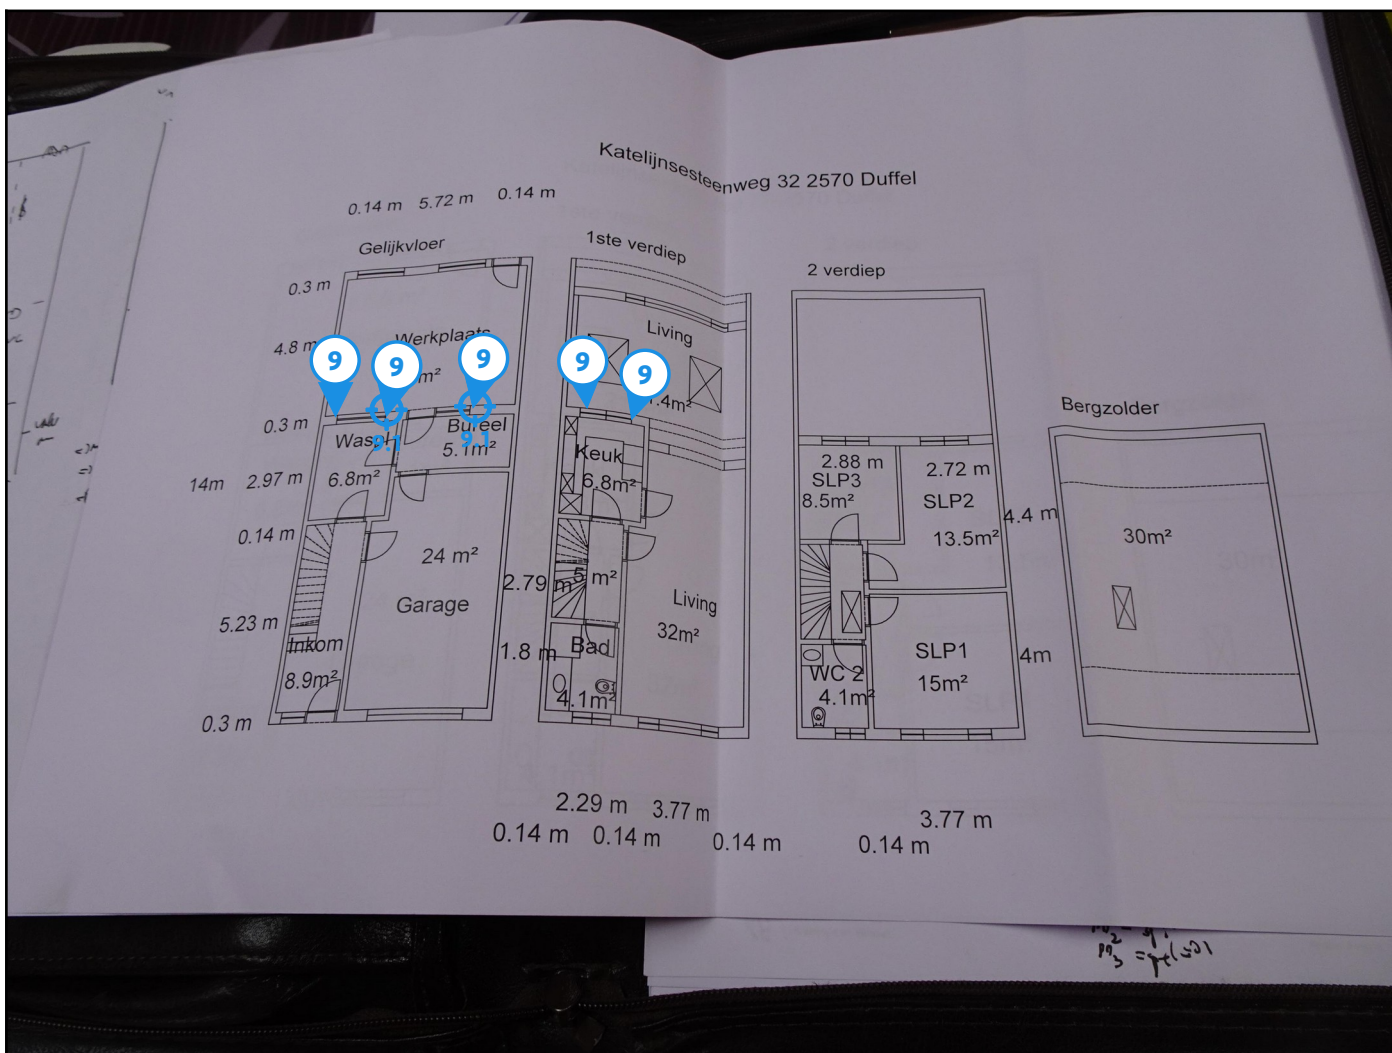 Katelijnsesteenweg 32 2570 Duffel
0.14 m 5.72 m 0.14 m
Gelijkvloer
0.3 m
Werkplaats
4.8 m
m²
9
9
9
0.3 m
9.1
9.1
Was
Bureel
5.1m²
14m 2.97 m
6.8m²
0.14 m
24 m²
Garage
5.23 m
Inkom
8.9m²
0.3 m
1ste verdiep
Living
9
9
.4m²
Keuk
6.8m²
2.79 m
5 m²
Living
32m²
1.8 m
Bad
4.1m²
2.29 m 3.77 m
0.14 m 0.14 m 0.14 m
2 verdiep
2.88 m 2.72 m
SLP3
8.5m²
SLP2
13.5m²
4.4 m
SLP1
15m²
4m
WC 2
4.1m²
3.77 m
0.14 m
Bergzolder
30m²